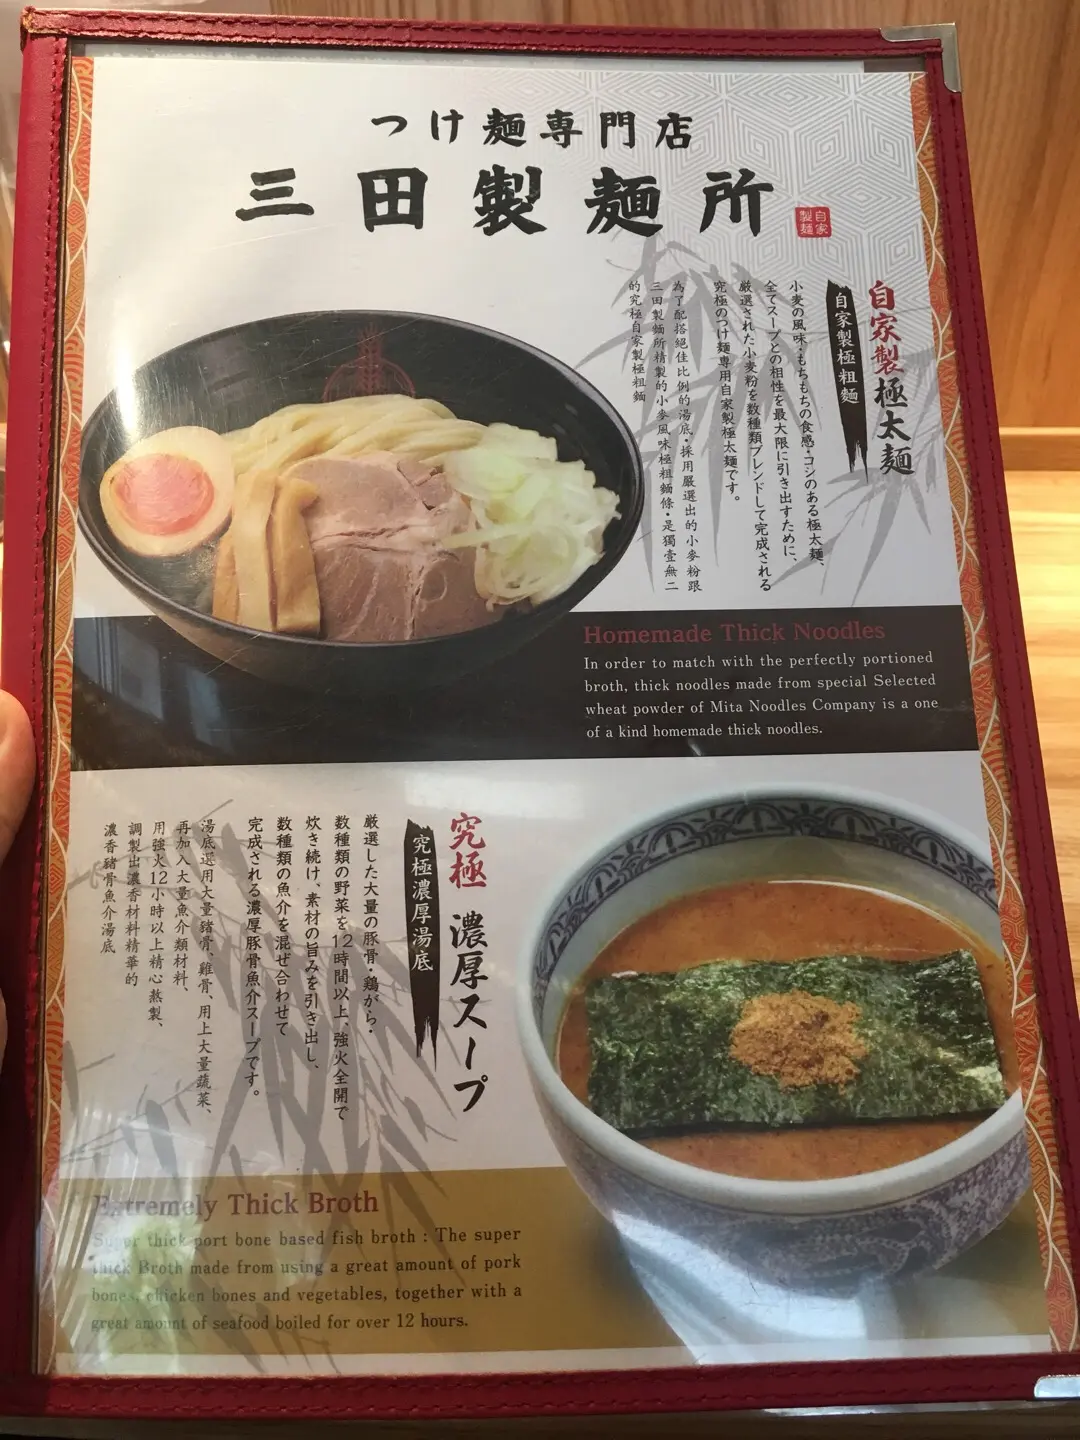 つけ麺専門店
三田製麺所
自家
製麺
自家製極太麺
自家製極粗麵
小麦の風味・もちもちの食感・コシのある極太麺、
全てスープとの相性を最大限に引き出すために、
厳選された小麦粉を数種類ブレンドして完成される
究極のつけ麺専用自家製極太麺です。
為了配搭絕佳比例的湯底・採用嚴選出的小麥粉跟
三田製麵所精製的小麥風味極粗麵條・是獨壹無二
的究極自家製極粗麵
Homemade Thick Noodles
In order to match with the perfectly portioned
broth, thick noodles made from special Selected
wheat powder of Mita Noodles Company is a one
of a kind homemade thick noodles.
究極 濃厚スープ
究極濃厚湯底
厳選した大量の豚骨・鶏がら・
数種類の野菜を12時間以上、強火全開で
炊き続け、素材の旨みを引き出し、
数種類の魚介を混ぜ合わせて
完成される濃厚豚骨魚介スープです。
湯底選用大量豬骨、雞骨、用上大量蔬菜、
再加入大量魚介類材料、
用強火12小時以上精心熬製、
調製出濃香材料精華的
濃香豬骨魚介湯底
Extremely Thick Broth
Super thick port bone based fish broth : The super
thick Broth made from using a great amount of pork
bones, chicken bones and vegetables, together with a
great amount of seafood boiled for over 12 hours.